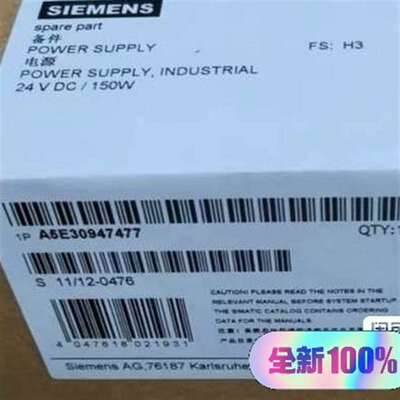 SIEMENS
spare part
备件
POWER SUPPLY
FS: H3
电源
POWER SUPPLY, INDUSTRIAL
24 V DC / 150W
1P A5E30947477
QTY:1
S 11/12-0476
CAUTION! PLEASE READ THE NOTES IN THE
RELEVANT MANUAL BEFORE SYSTEM STARTUP
THE SIMATIC CATALOG CONTAINS ORDERING
DATA FOR THE MANUALS.
4 047618 021931
Siemens AG,76187 Karlsruhe
全新100%